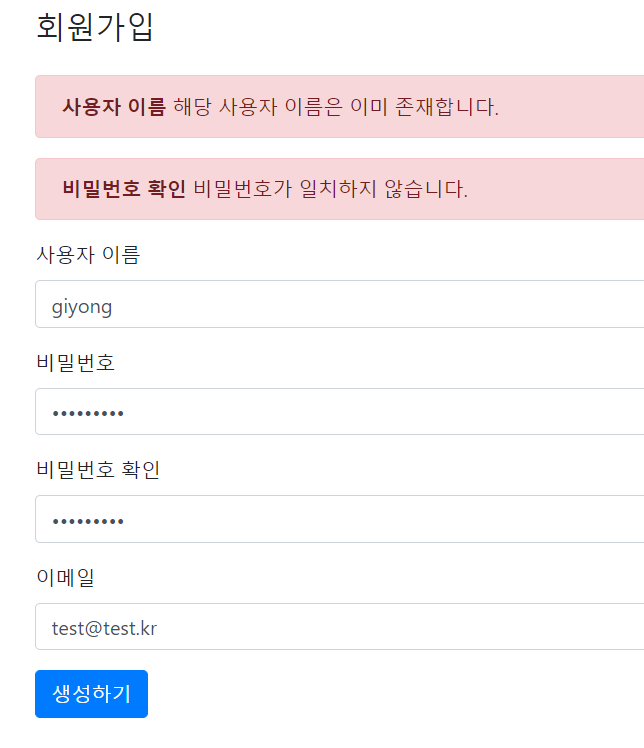 회원가입
사용자 이름 해당 사용자 이름은 이미 존재합니다.
비밀번호 확인 비밀번호가 일치하지 않습니다.
사용자 이름
giyong
비밀번호
•••••••••
비밀번호 확인
•••••••••
이메일
test@test.kr
생성하기